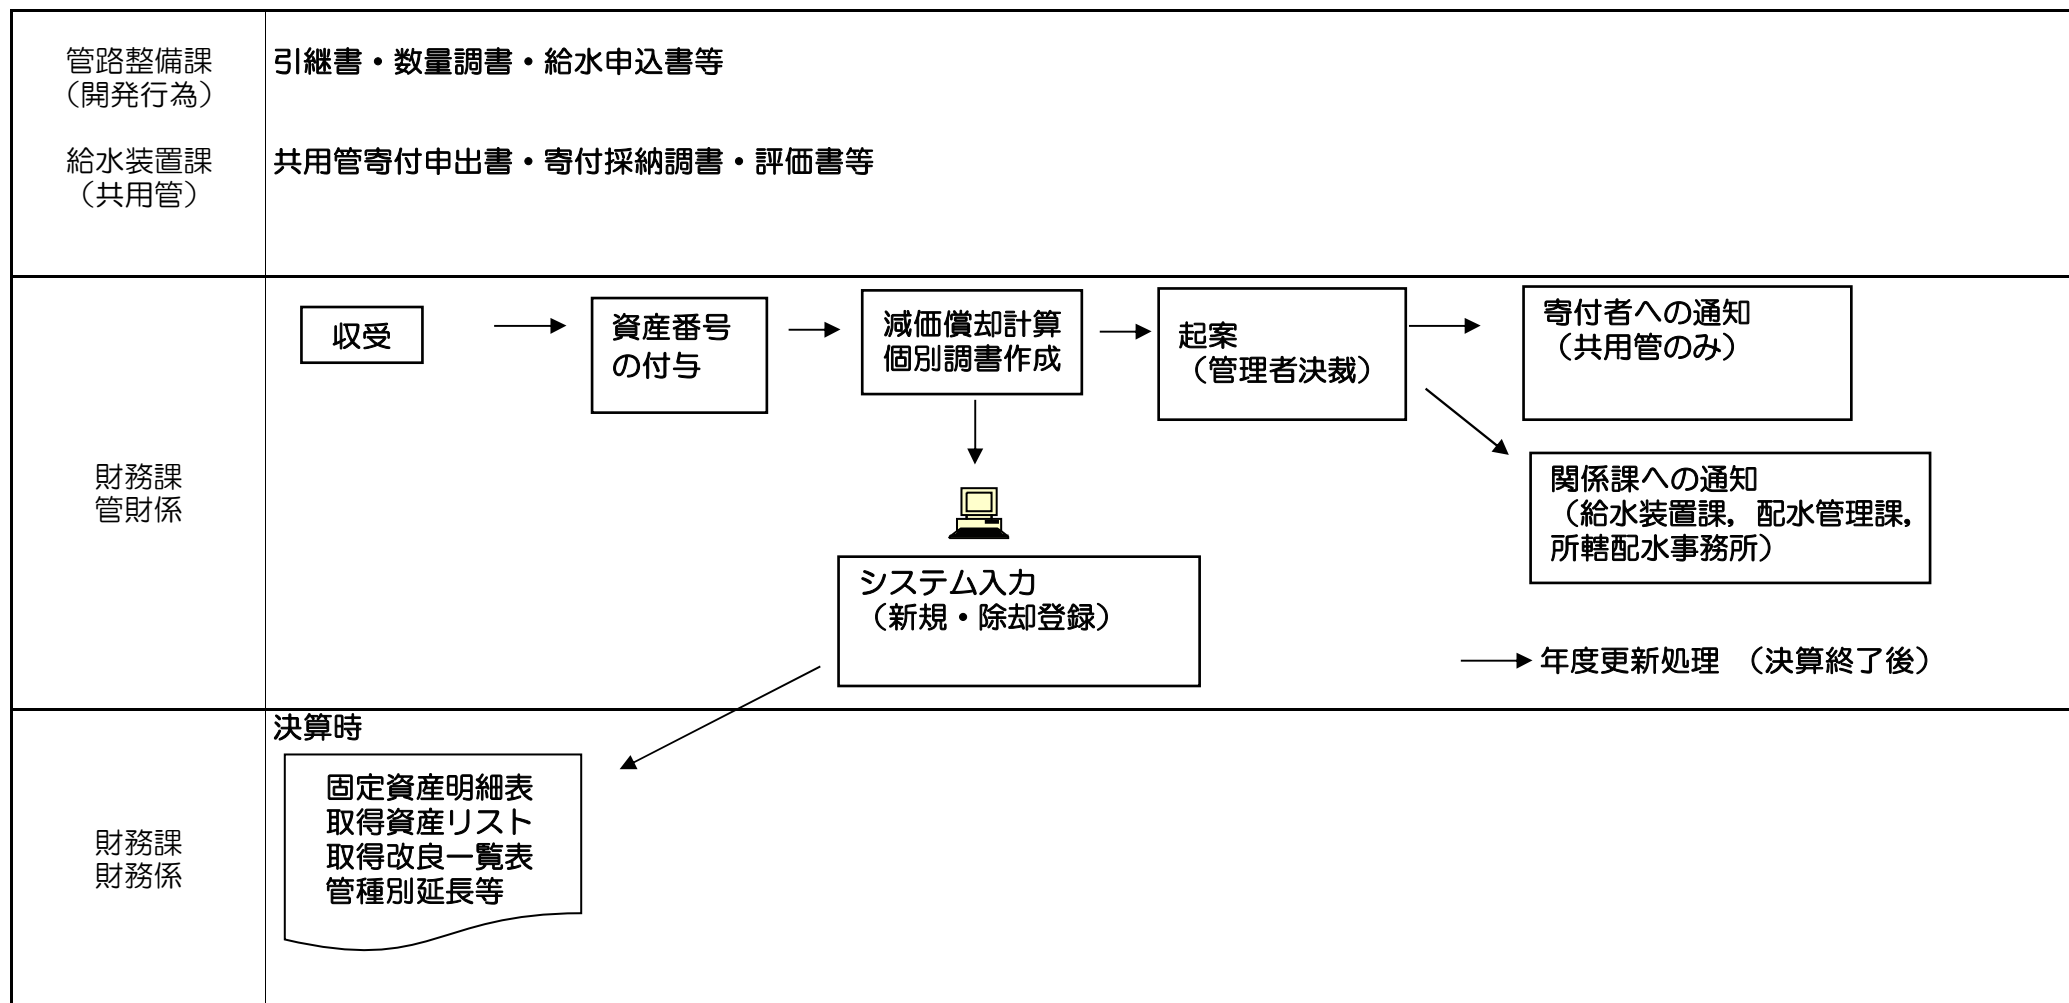 管路整備課
（開発行為）
引継書・数量調書・給水申込書等
給水装置課
（共用管）
共用管寄付申出書・寄付採納調書・評価書等
財務課
管財係
収受
資産番号
の付与
減価償却計算
個別調書作成
起案
（管理者決裁）
寄付者への通知
（共用管のみ）
関係課への通知
（給水装置課，配水管理課，
所轄配水事務所）
システム入力
（新規・除却登録）
年度更新処理　（決算終了後）
財務課
財務係
決算時
固定資産明細表
取得資産リスト
取得改良一覧表
管種別延長等